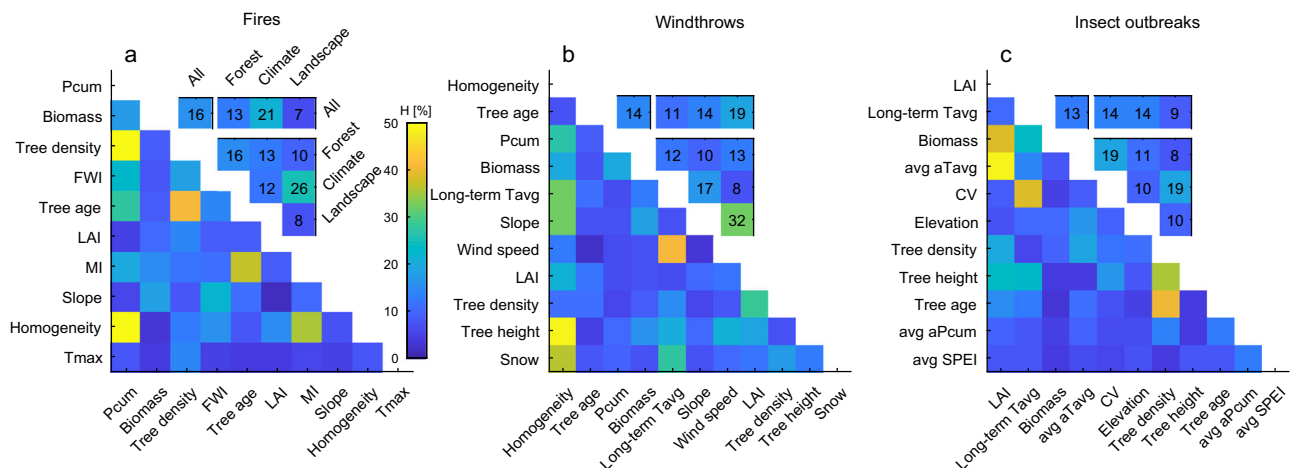 Fires
Windthrows
Insect outbreaks
a
All
Forest
Climate
Landscape
16
13
21
7
All
16
13
10
Forest
12
26
Climate
8
Landscape
Pcum
Biomass
Tree density
FWI
Tree age
LAI
MI
Slope
Homogeneity
Tmax
Pcum
Biomass
Tree density
FWI
Tree age
LAI
MI
Slope
Homogeneity
Tmax
H [%]
50
40
30
20
10
0
b
14
11
14
19
12
10
13
17
8
32
Homogeneity
Tree age
Pcum
Biomass
Long-term Tavg
Slope
Wind speed
LAI
Tree density
Tree height
Snow
Homogeneity
Tree age
Pcum
Biomass
Long-term Tavg
Slope
Wind speed
LAI
Tree density
Tree height
Snow
c
13
14
14
9
19
11
8
10
19
10
LAI
Long-term Tavg
Biomass
avg aTavg
CV
Elevation
Tree density
Tree height
Tree age
avg aPcum
avg SPEI
LAI
Long-term Tavg
Biomass
avg aTavg
CV
Elevation
Tree density
Tree height
Tree age
avg aPcum
avg SPEI